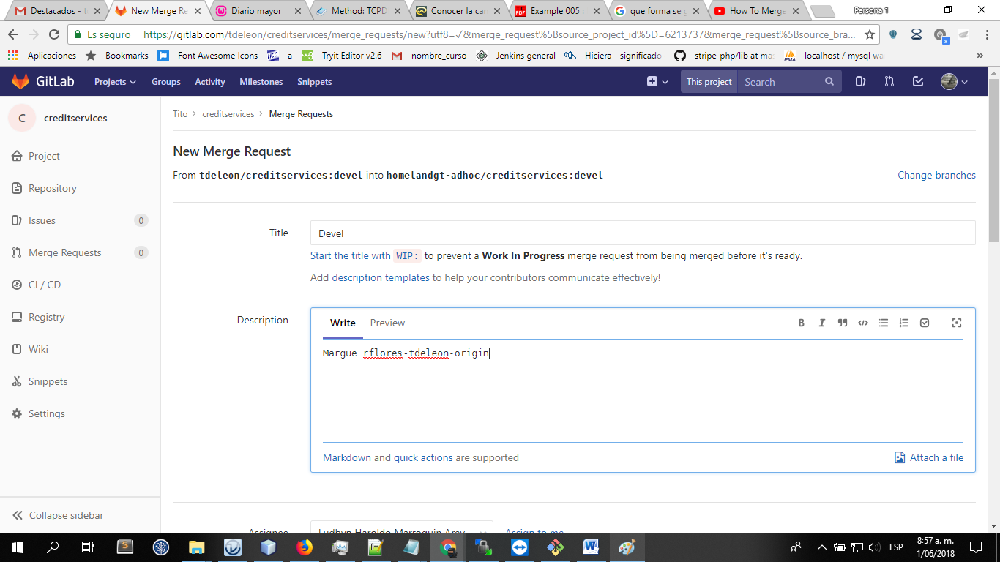 Destacados - t
New Merge Re
Diario mayor
Method: TCPD
Conocer la car
Example 005 :
que forma se g
How To Merge
Persona 1
Es seguro
https://gitlab.com/tdeleon/creditservices/merge_requests/new?utf8=✓&merge_request%5Bsource_project_id%5D=6213737&merge_request%5Bsource_bra...
Aplicaciones
Bookmarks
Font Awesome Icons
HCC
a
w3
Tryit Editor v2.6
nombre_curso
Jenkins general
Hiciera - significado
stripe-php/lib at mas
PMA
localhost / mysql wa
»
GitLab
Projects
Groups
Activity
Milestones
Snippets
This project
Search
C
creditservices
Project
Repository
Issues
0
Merge Requests
0
CI / CD
Registry
Wiki
Snippets
Settings
Collapse sidebar
Tito > creditservices > Merge Requests
New Merge Request
From tdeleon/creditservices:devel into homelandgt-adhoc/creditservices:devel
Change branches
Title
Devel
Start the title with WIP: to prevent a Work In Progress merge request from being merged before it's ready.
Add description templates to help your contributors communicate effectively!
Description
Write
Preview
Margue rflores-tdeleon-origin
Markdown and quick actions are supported
Attach a file
Assignee
Ludbyn Haroldo Marroquin Arev
Assign to me
ESP
8:57 a. m.
1/06/2018